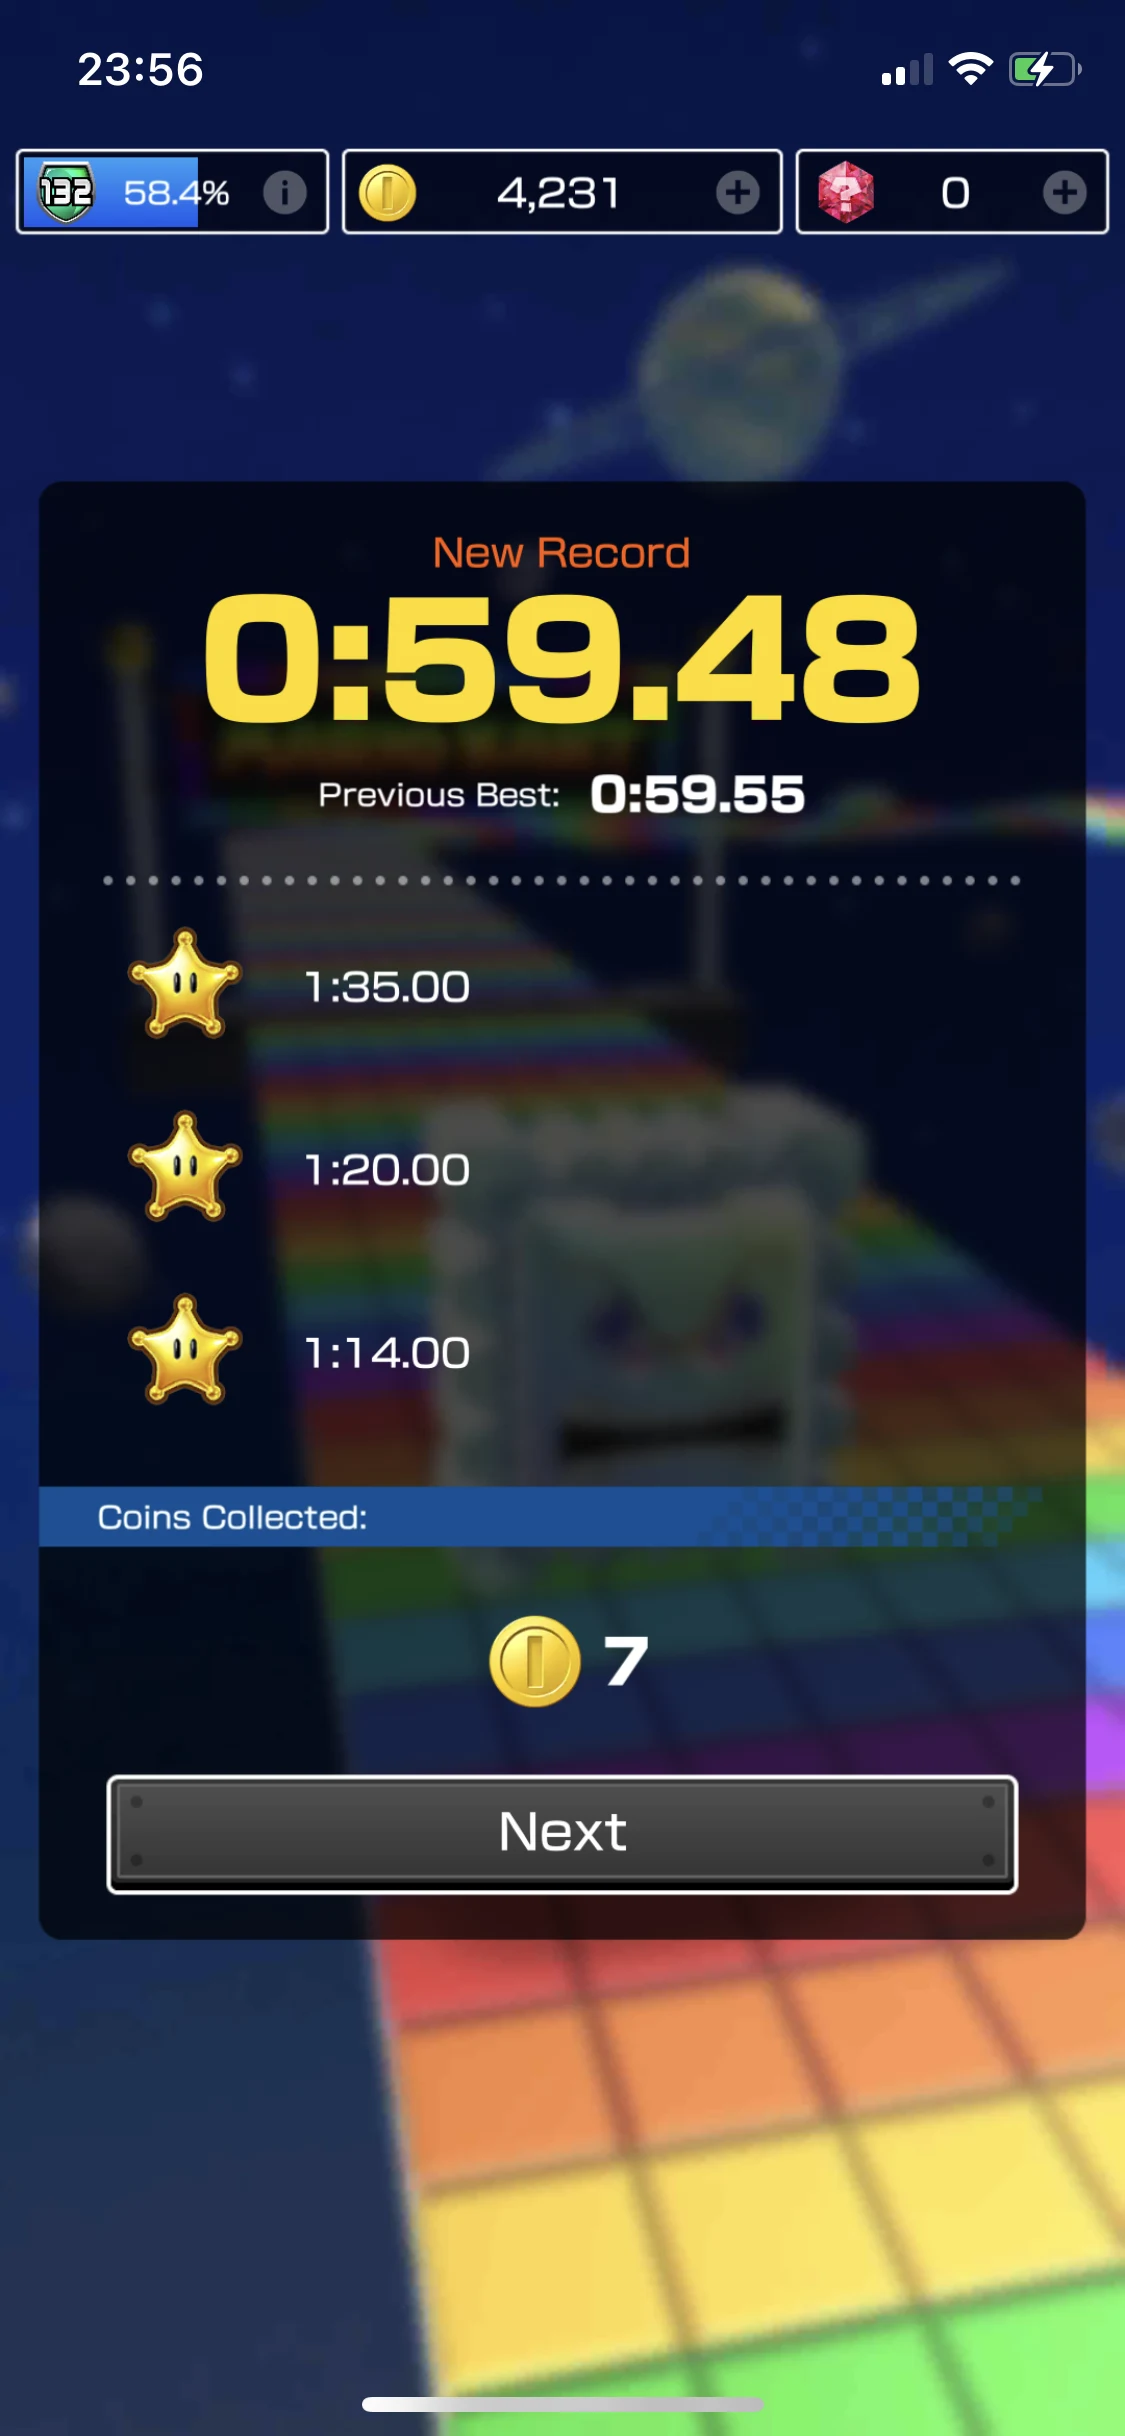 23:56
132 58.4% i 4,231 + 0 +
New Record
0:59.48
Previous Best: 0:59.55
1:35.00
1:20.00
1:14.00
Coins Collected:
7
Next